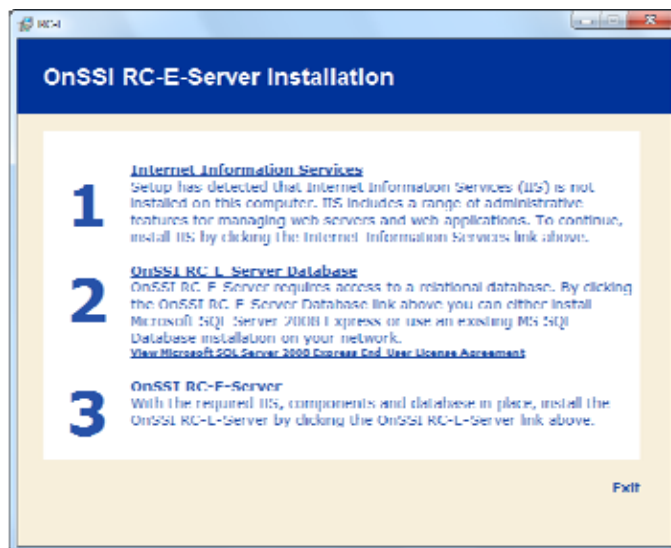 RC-E
OnSSI RC-E-Server Installation
1
Internet Information Services
Setup has detected that Internet Information Services (IIS) is not
installed on this computer. IIS includes a range of administrative
features for managing web servers and web applications. To continue,
install IIS by clicking the Internet Information Services link above.
2
OnSSI RC-E-Server Database
OnSSI RC-E-Server requires access to a relational database. By clicking
the OnSSI RC-E-Server Database link above you can either install
Microsoft SQL Server 2008 Express or use an existing MS SQL
Database installation on your network.
View Microsoft SQL Server 2008 Express End-User License Agreement
3
OnSSI RC-E-Server
With the required IIS, components and database in place, install the
OnSSI RC-E-Server by clicking the OnSSI RC-E-Server link above.
Exit